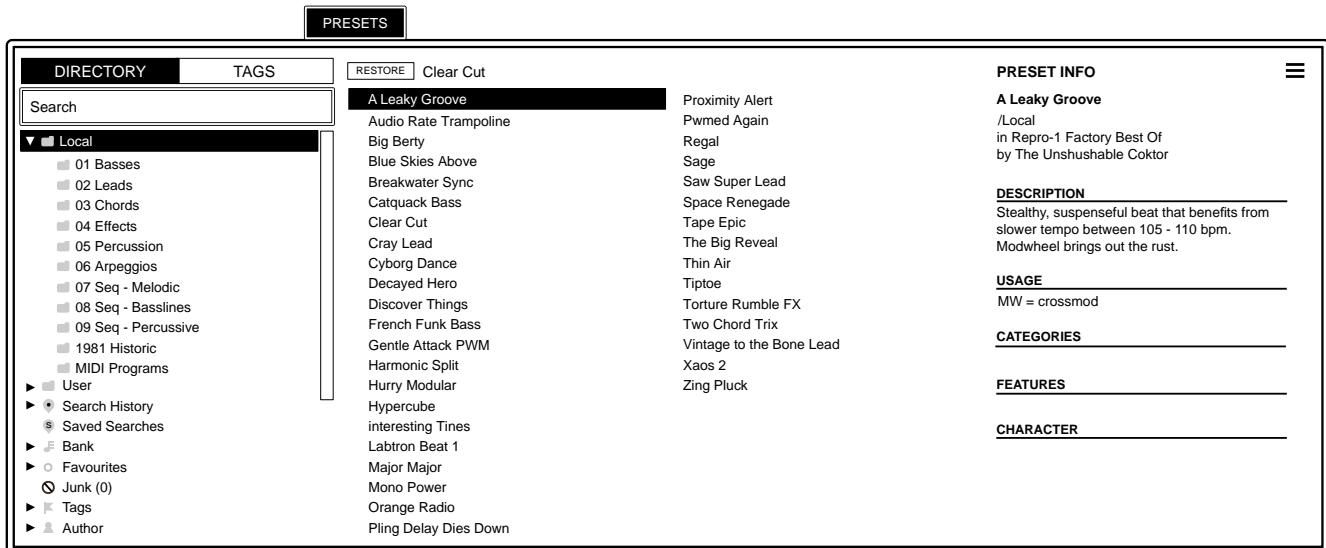 PRESETS
DIRECTORY
TAGS
Search
Local
01 Basses
02 Leads
03 Chords
04 Effects
05 Percussion
06 Arpeggios
07 Seq - Melodic
08 Seq - Basslines
09 Seq - Percussive
1981 Historic
MIDI Programs
User
Search History
S Saved Searches
Bank
Favourites
Junk (0)
Tags
Author
RESTORE Clear Cut
A Leaky Groove
Audio Rate Trampoline
Big Berty
Blue Skies Above
Breakwater Sync
Catquack Bass
Clear Cut
Cray Lead
Cyborg Dance
Decayed Hero
Discover Things
French Funk Bass
Gentle Attack PWM
Harmonic Split
Hurry Modular
Hypercube
interesting Tines
Labtron Beat 1
Major Major
Mono Power
Orange Radio
Pling Delay Dies Down
Proximity Alert
Pwmed Again
Regal
Sage
Saw Super Lead
Space Renegade
Tape Epic
The Big Reveal
Thin Air
Tiptoe
Torture Rumble FX
Two Chord Trix
Vintage to the Bone Lead
Xaos 2
Zing Pluck
PRESET INFO
A Leaky Groove
/Local
in Repro-1 Factory Best Of
by The Unshushable Coktor
DESCRIPTION
Stealthy, suspenseful beat that benefits from
slower tempo between 105 - 110 bpm.
Modwheel brings out the rust.
USAGE
MW = crossmod
CATEGORIES
FEATURES
CHARACTER